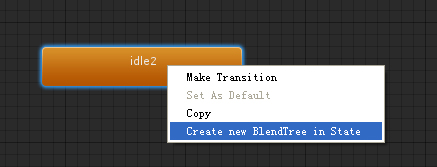 idle2
Make Transition
Set As Default
Copy
Create new BlendTree in State